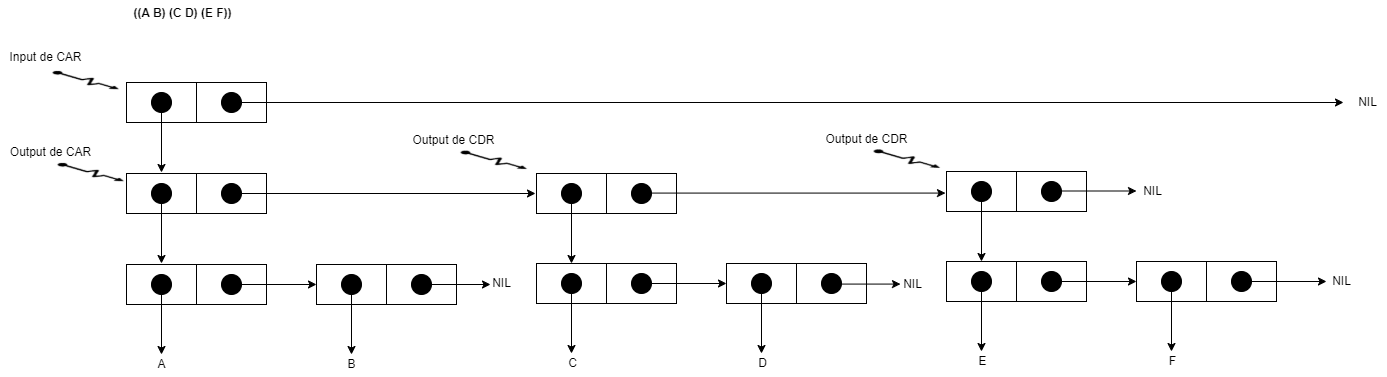 ((A B) (C D) (E F))
Input de CAR
NIL
Output de CAR
Output de CDR
Output de CDR
NIL
NIL
NIL
NIL
A
B
C
D
E
F